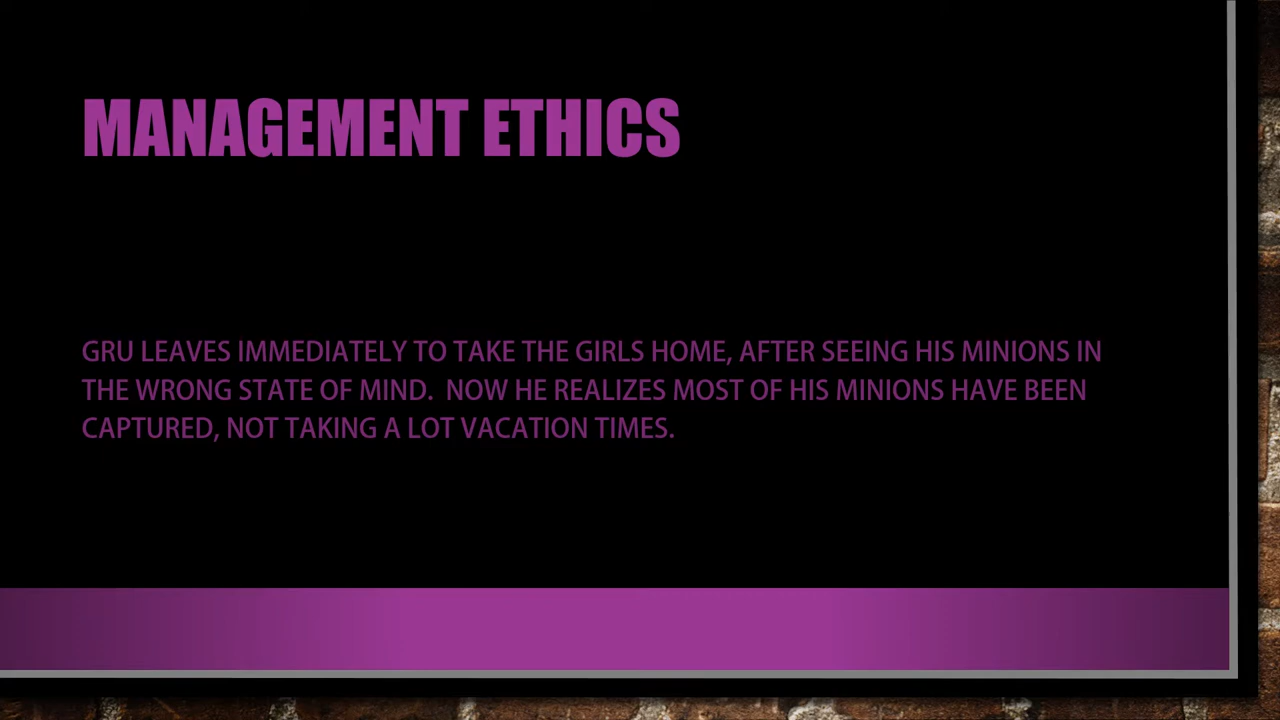 MANAGEMENT ETHICS
GRU LEAVES IMMEDIATELY TO TAKE THE GIRLS HOME, AFTER SEEING HIS MINIONS IN
THE WRONG STATE OF MIND.  NOW HE REALIZES MOST OF HIS MINIONS HAVE BEEN
CAPTURED, NOT TAKING A LOT VACATION TIMES.